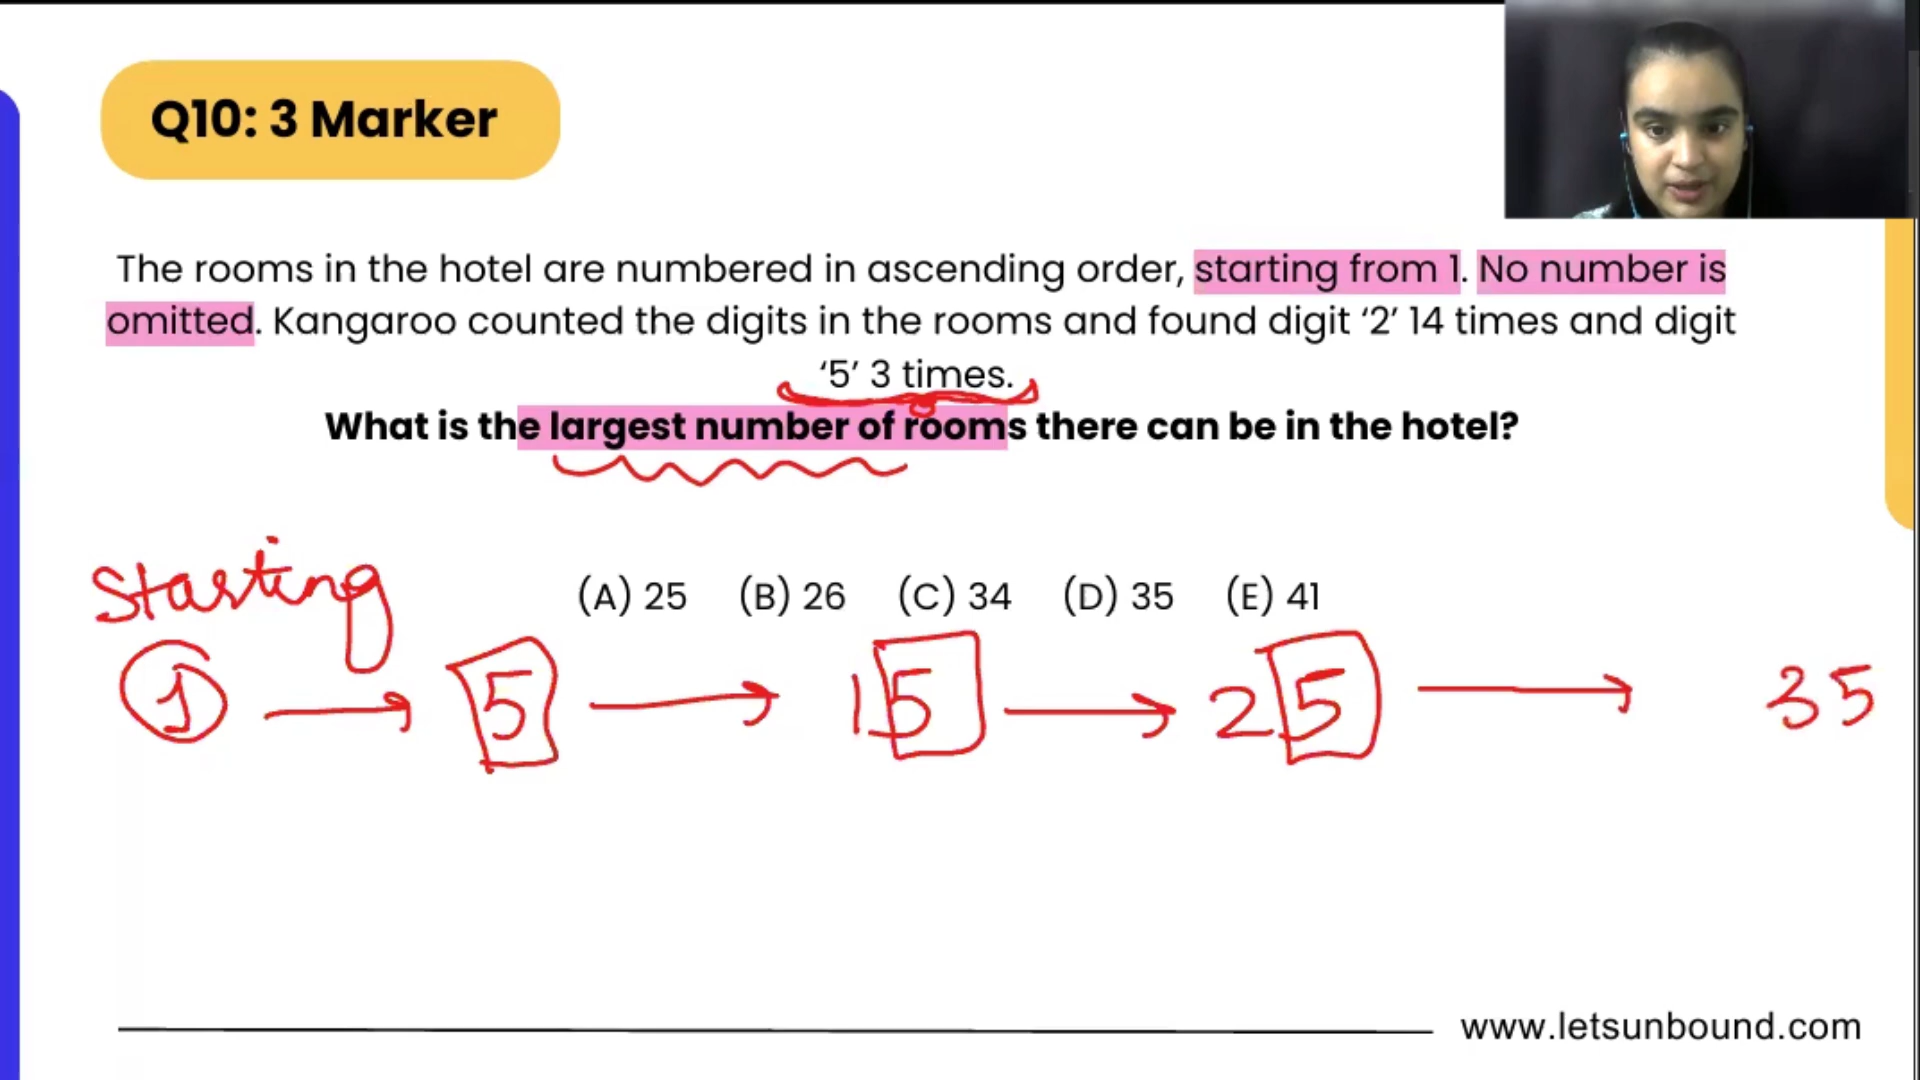 Q10: 3 Marker
The rooms in the hotel are numbered in ascending order, starting from 1. No number is
omitted. Kangaroo counted the digits in the rooms and found digit ‘2’ 14 times and digit
‘5’ 3 times.
What is the largest number of rooms there can be in the hotel?
Starting
(A) 25 (B) 26 (C) 34 (D) 35 (E) 41
1 → 5 → 15 → 25 → 35
www.letsunbound.com